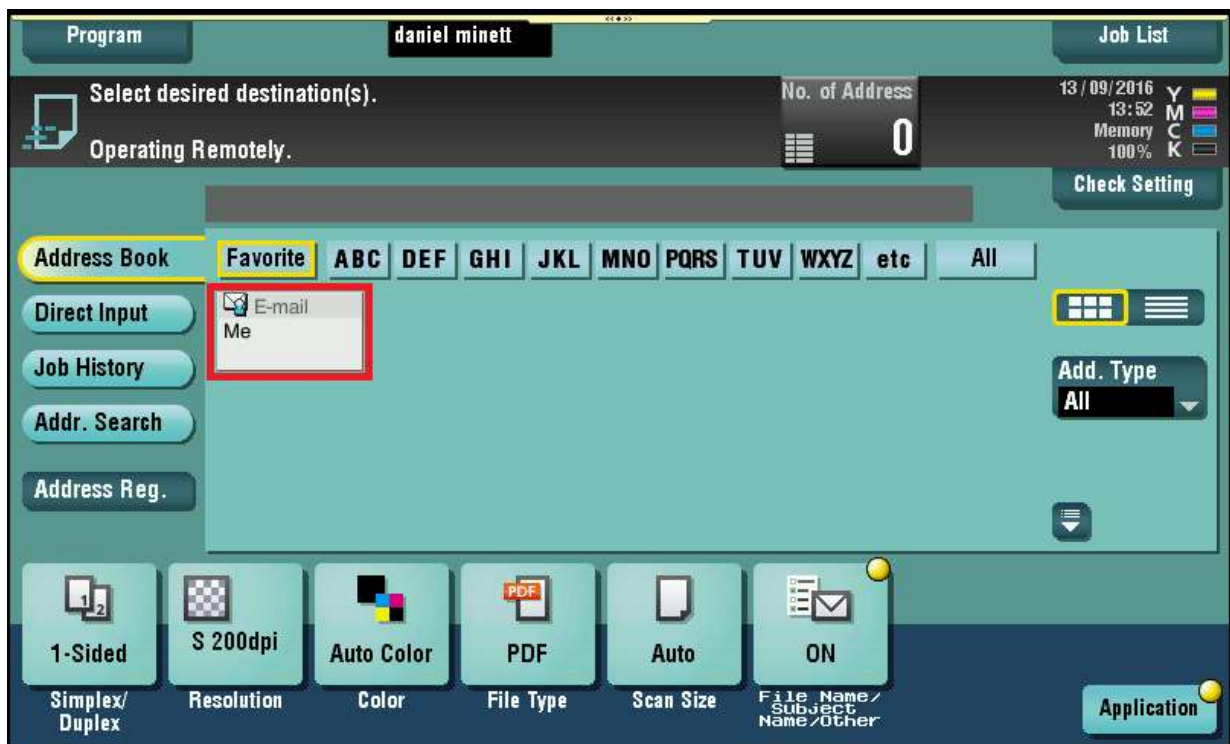 Program
daniel minett
Job List
Select desired destination(s).
Operating Remotely.
No. of Address
0
13/09/2016
13:52
Memory
100%
Y
M
C
K
Check Setting
Address Book
Favorite ABC DEF GHI JKL MNO PQRS TUV WXYZ etc All
Direct Input
Job History
Addr. Search
Address Reg.
E-mail
Me
Add. Type
All
1 2
1-Sided
S 200dpi
Auto Color
PDF
PDF
Auto
ON
Simplex/
Duplex
Resolution
Color
File Type
Scan Size
File Name/
Subject
Name/Other
Application